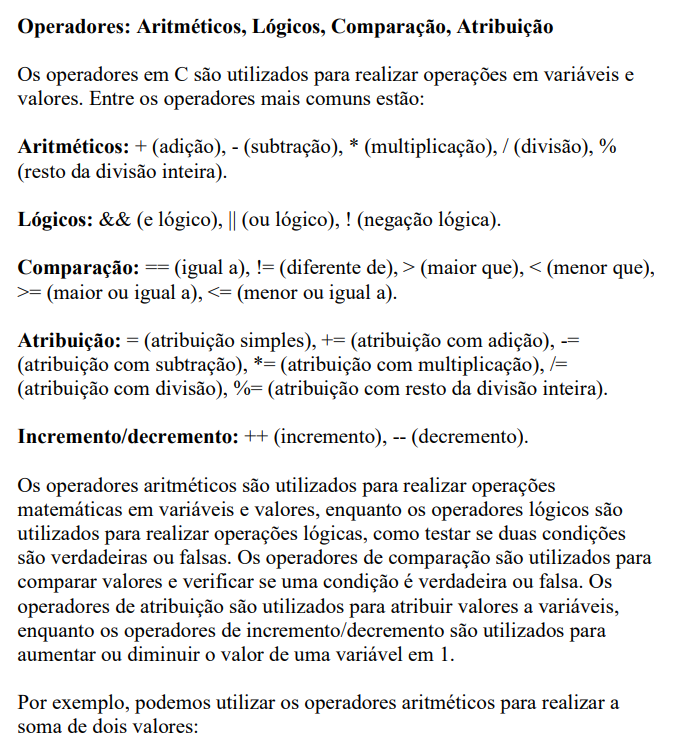 Operadores: Aritméticos, Lógicos, Comparação, Atribuição
Os operadores em C são utilizados para realizar operações em variáveis e
valores. Entre os operadores mais comuns estão:
Aritméticos: + (adição), - (subtração), * (multiplicação), / (divisão), %
(resto da divisão inteira).
Lógicos: && (e lógico), || (ou lógico), ! (negação lógica).
Comparação: == (igual a), != (diferente de), > (maior que), < (menor que),
>= (maior ou igual a), <= (menor ou igual a).
Atribuição: = (atribuição simples), += (atribuição com adição), -=
(atribuição com subtração), *= (atribuição com multiplicação), /=
(atribuição com divisão), %= (atribuição com resto da divisão inteira).
Incremento/decremento: ++ (incremento), -- (decremento).
Os operadores aritméticos são utilizados para realizar operações
matemáticas em variáveis e valores, enquanto os operadores lógicos são
utilizados para realizar operações lógicas, como testar se duas condições
são verdadeiras ou falsas. Os operadores de comparação são utilizados para
comparar valores e verificar se uma condição é verdadeira ou falsa. Os
operadores de atribuição são utilizados para atribuir valores a variáveis,
enquanto os operadores de incremento/decremento são utilizados para
aumentar ou diminuir o valor de uma variável em 1.
Por exemplo, podemos utilizar os operadores aritméticos para realizar a
soma de dois valores: